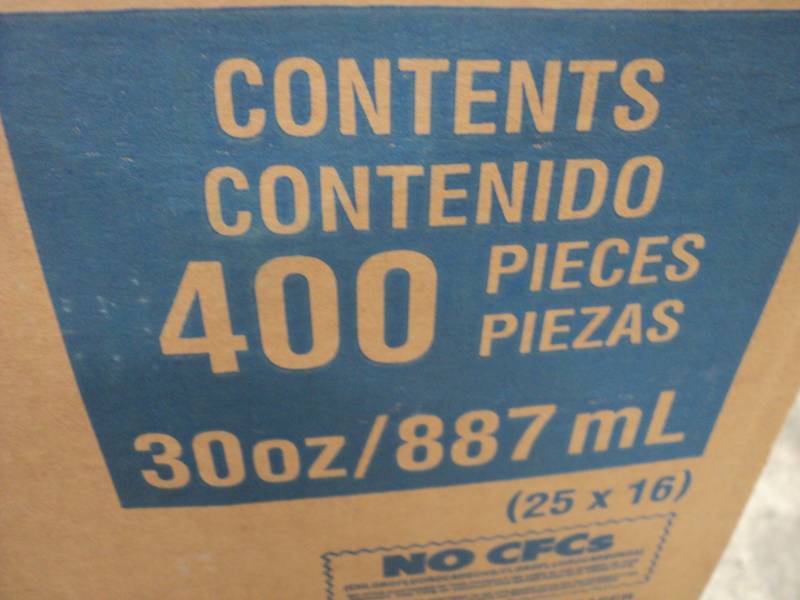 CONTENTS
CONTENIDO
400 PIECES
PIEZAS
30oz/887 mL
(25 x 16)
NO CFCs